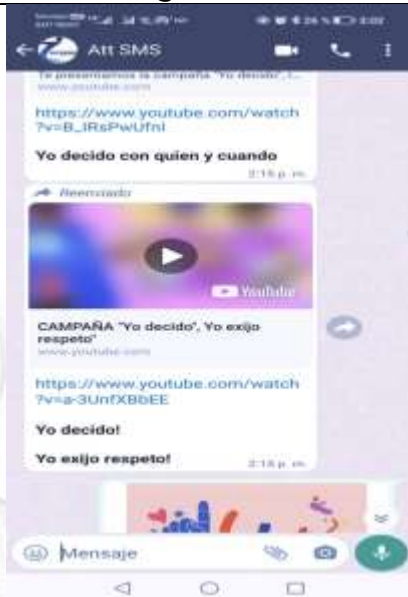 Att SMS
Te presentamos la campaña "Yo decido",
www.youtube.com
https://www.youtube.com/watch
?v=B_lRsPwUfnI
Yo decido con quien y cuando
2:15 p. m.
Reenviado
YouTube
CAMPAÑA "Yo decido", Yo exijo
respeto"
www.youtube.com
https://www.youtube.com/watch
?v=a-3UnfXBbEE
Yo decido!
Yo exijo respeto!
2:15 p. m.
Mensaje